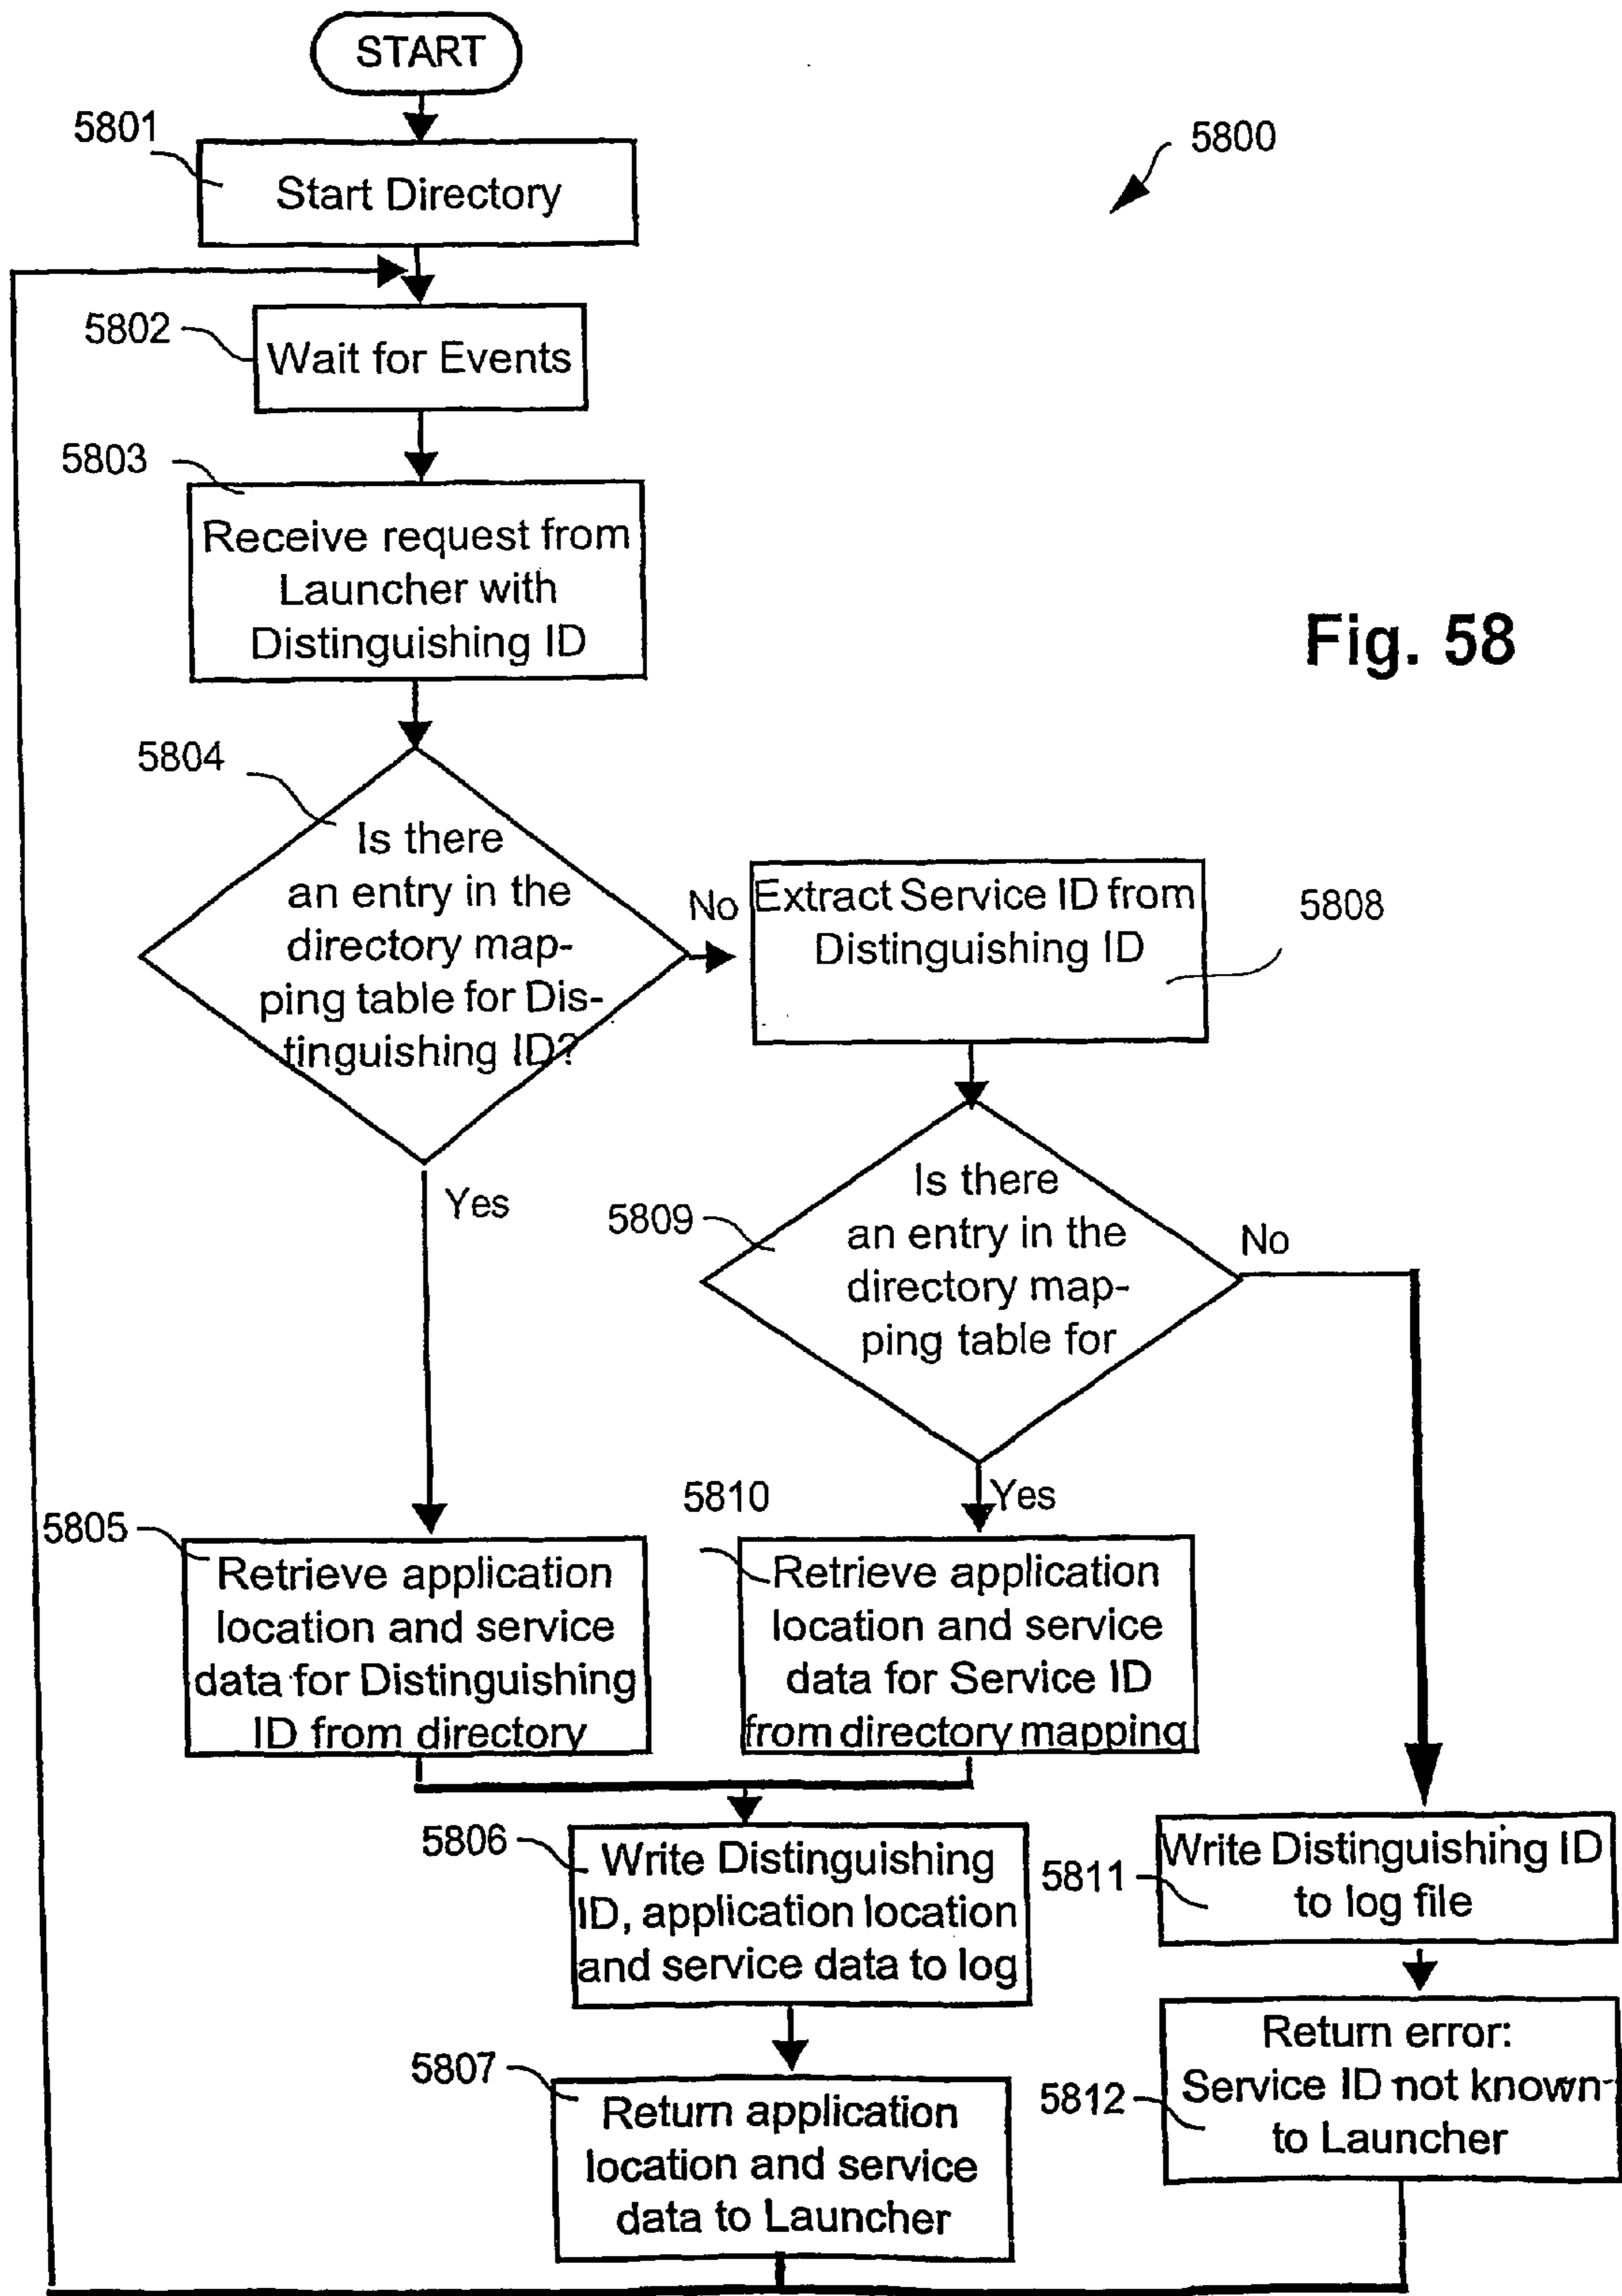 START
5801
5800
Start Directory
5802
Wait for Events
5803
Receive request from
Launcher with
Distinguishing ID
Fig. 58
5804
Is there
an entry in the
directory map-
ping table for Dis-
tinguishing ID?
No
Extract Service ID from
Distinguishing ID
5808
Yes
5809
Is there
an entry in the
directory map-
ping table for
No
5810
Yes
5805
Retrieve application
location and service
data for Distinguishing
ID from directory
Retrieve application
location and service
data for Service ID
from directory mapping
5806
Write Distinguishing
ID, application location
and service data to log
5811
Write Distinguishing ID
to log file
5807
Return application
location and service
data to Launcher
5812
Return error:
Service ID not known
to Launcher